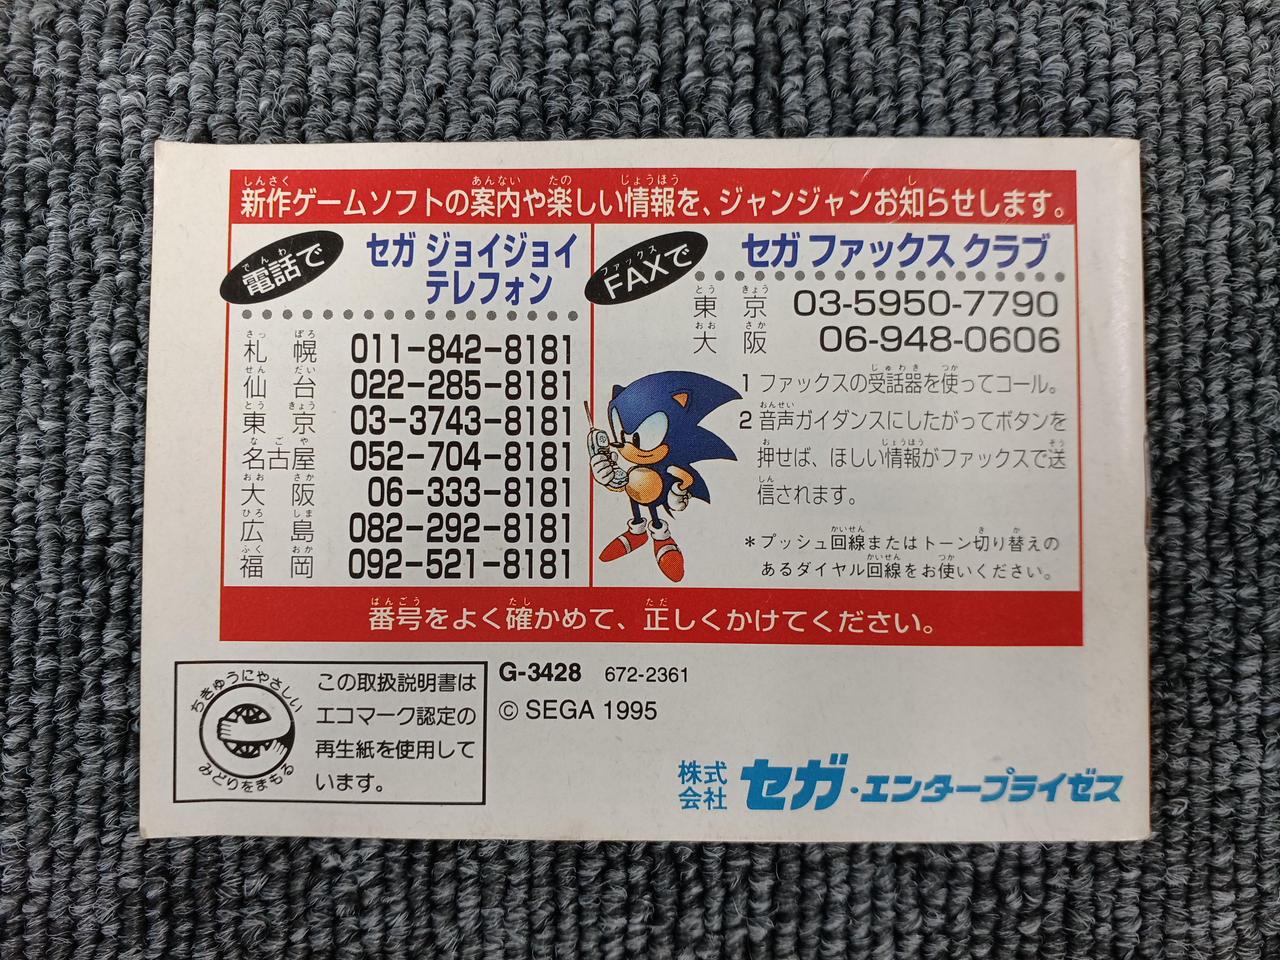 新作ゲームソフトの案内や楽しい情報を、ジャンジャンお知らせします。
電話で
セガ ジョイジョイ
テレフォン
札幌 011-842-8181
仙台 022-285-8181
東京 03-3743-8181
名古屋 052-704-8181
大阪 06-333-8181
広島 082-292-8181
福岡 092-521-8181
FAXで
セガ ファックス クラブ
東京 03-5950-7790
大阪 06-948-0606
1 ファックスの受話器を使ってコール。
2 音声ガイダンスにしたがってボタンを
押せば、ほしい情報がファックスで送
信されます。
*プッシュ回線またはトーン切り替えの
あるダイヤル回線をお使いください。
番号をよく確かめて、正しくかけてください。
ちきゅうにやさしい
みどりをまもる
この取扱説明書は
エコマーク認定の
再生紙を使用して
います。
G-3428 672-2361
© SEGA 1995
株式会社 セガ・エンタープライゼス